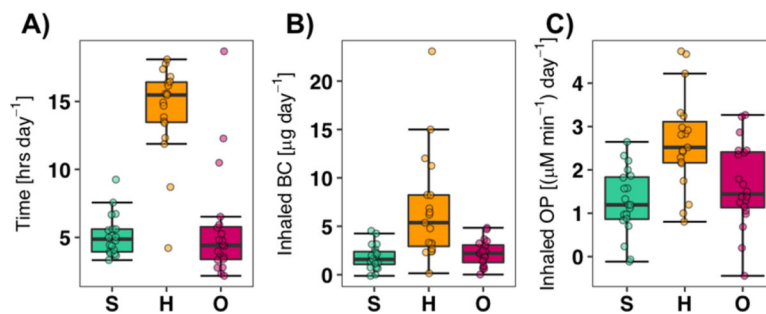 A)
Time [hrs day⁻¹]
15
10
5
S H O
B)
Inhaled BC [μg day⁻¹]
20
15
10
5
0
S H O
C)
Inhaled OP [(μM min⁻¹) day⁻¹]
4
3
2
1
0
S H O